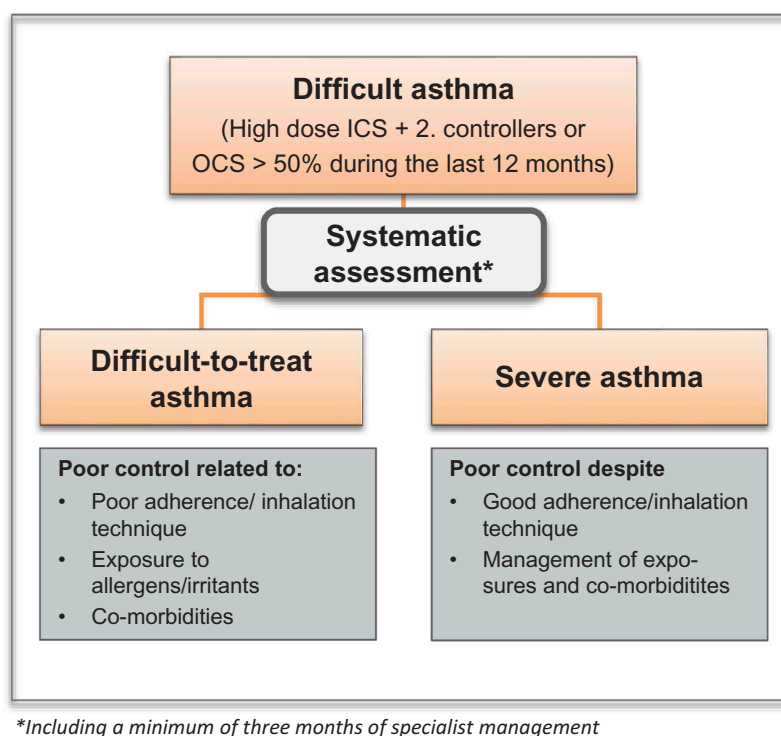 Difficult asthma
(High dose ICS + 2. controllers or
OCS > 50% during the last 12 months)
Systematic
assessment*
Difficult-to-treat
asthma
Severe asthma
Poor control related to:
• Poor adherence/ inhalation
technique
• Exposure to
allergens/irritants
• Co-morbidities
Poor control despite
• Good adherence/inhalation
technique
• Management of expo-
sures and co-morbiditites
*Including a minimum of three months of specialist management